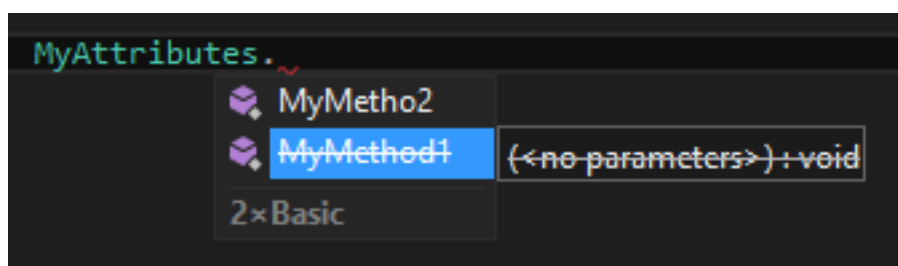 MyAttributes.
MyMetho2
MyMethod1 (<no parameters>) : void
2×Basic